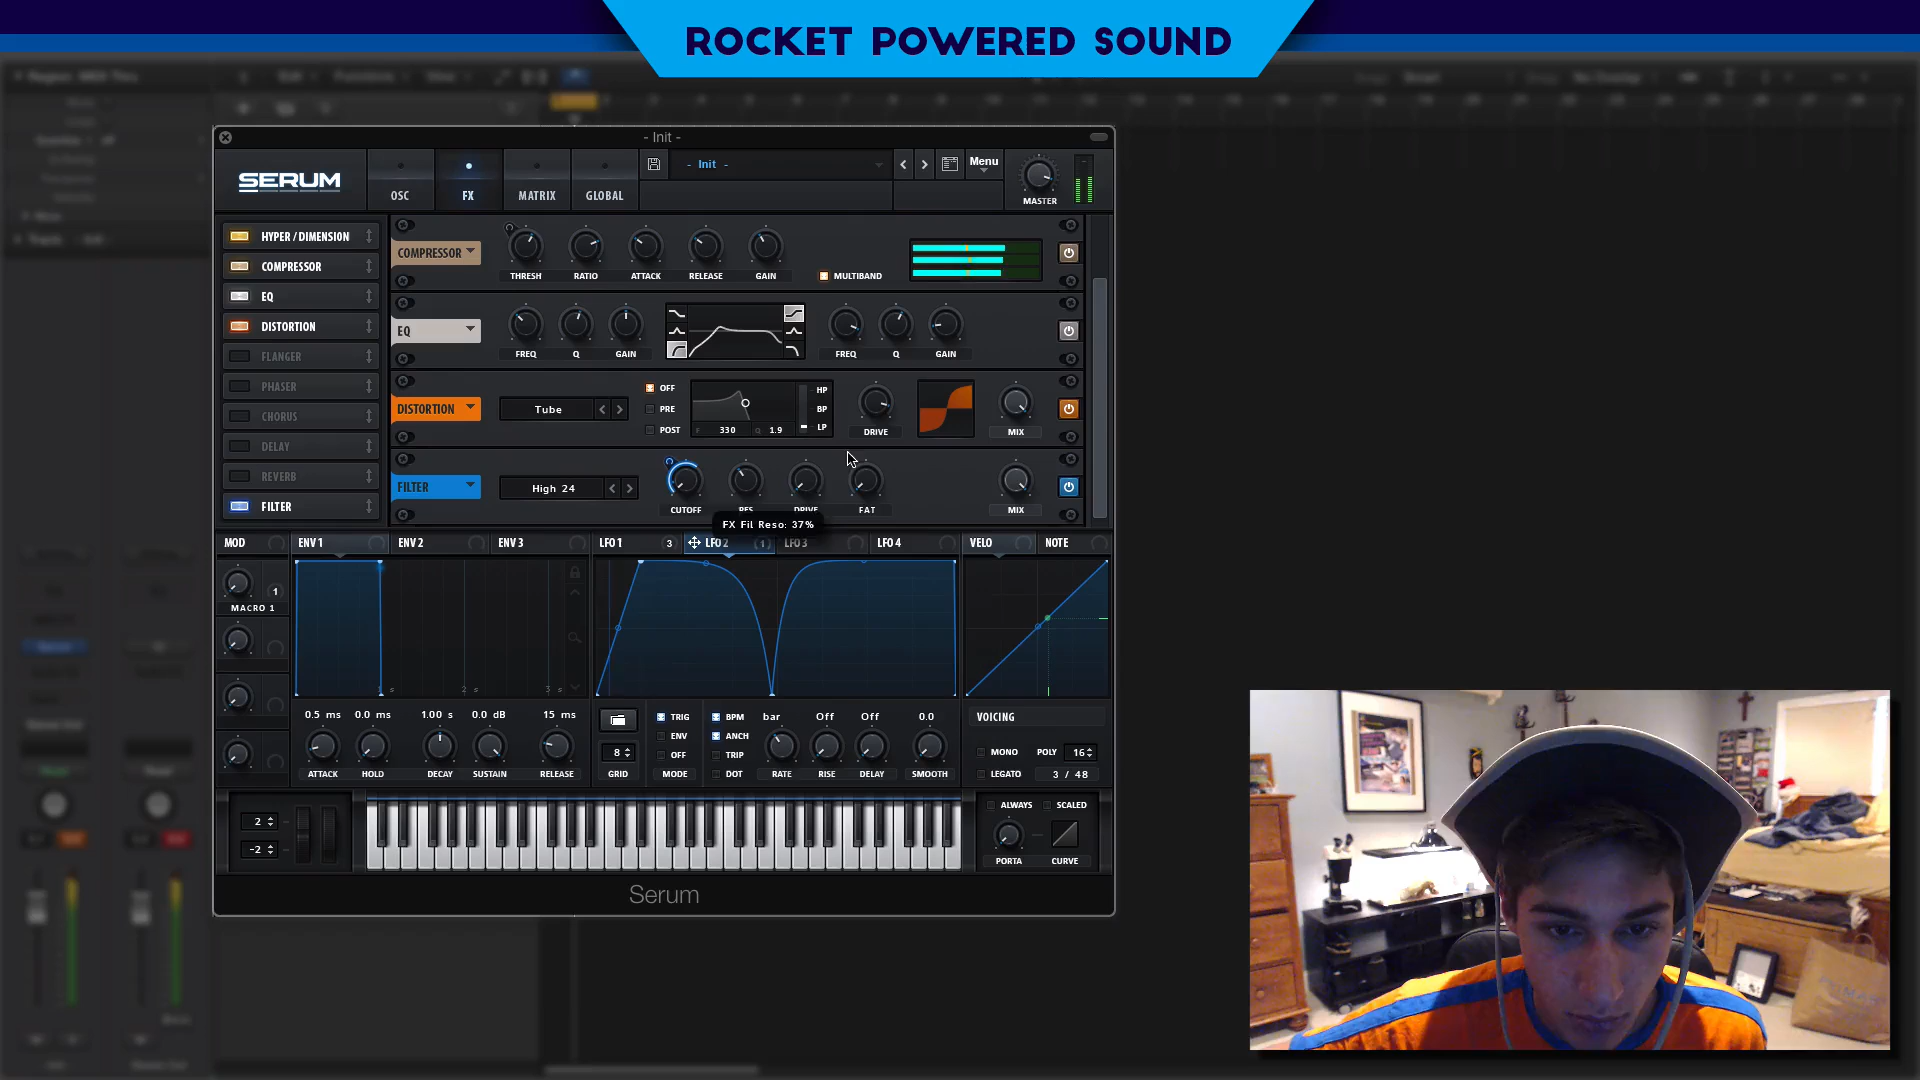 ROCKET POWERED SOUND
- Init -
SERUM
OSC
FX
MATRIX
GLOBAL
- Init -
Menu
MASTER
HYPER / DIMENSION
COMPRESSOR
EQ
DISTORTION
FLANGER
PHASER
CHORUS
DELAY
REVERB
FILTER
COMPRESSOR
THRESH
RATIO
ATTACK
RELEASE
GAIN
MULTIBAND
EQ
FREQ
Q
GAIN
FREQ
Q
GAIN
DISTORTION
Tube
OFF
PRE
POST
F 330 Q 1.9
HP
BP
LP
DRIVE
MIX
FILTER
High 24
CUTOFF
RES
DRIVE
FAT
MIX
FX Fil Reso: 37%
MOD
ENV 1
ENV 2
ENV 3
LFO 1 3
LFO 2 1
LFO 3
LFO 4
VELO
NOTE
1
MACRO 1
1 s
2 s
3 s
0.5 ms
0.0 ms
1.00 s
0.0 dB
15 ms
ATTACK
HOLD
DECAY
SUSTAIN
RELEASE
8
GRID
TRIG
ENV
OFF
MODE
BPM
ANCH
TRIP
DOT
bar
Off
Off
0.0
RATE
RISE
DELAY
SMOOTH
VOICING
MONO
POLY 16
LEGATO
3 / 48
2
-2
ALWAYS
SCALED
PORTA
CURVE
Serum